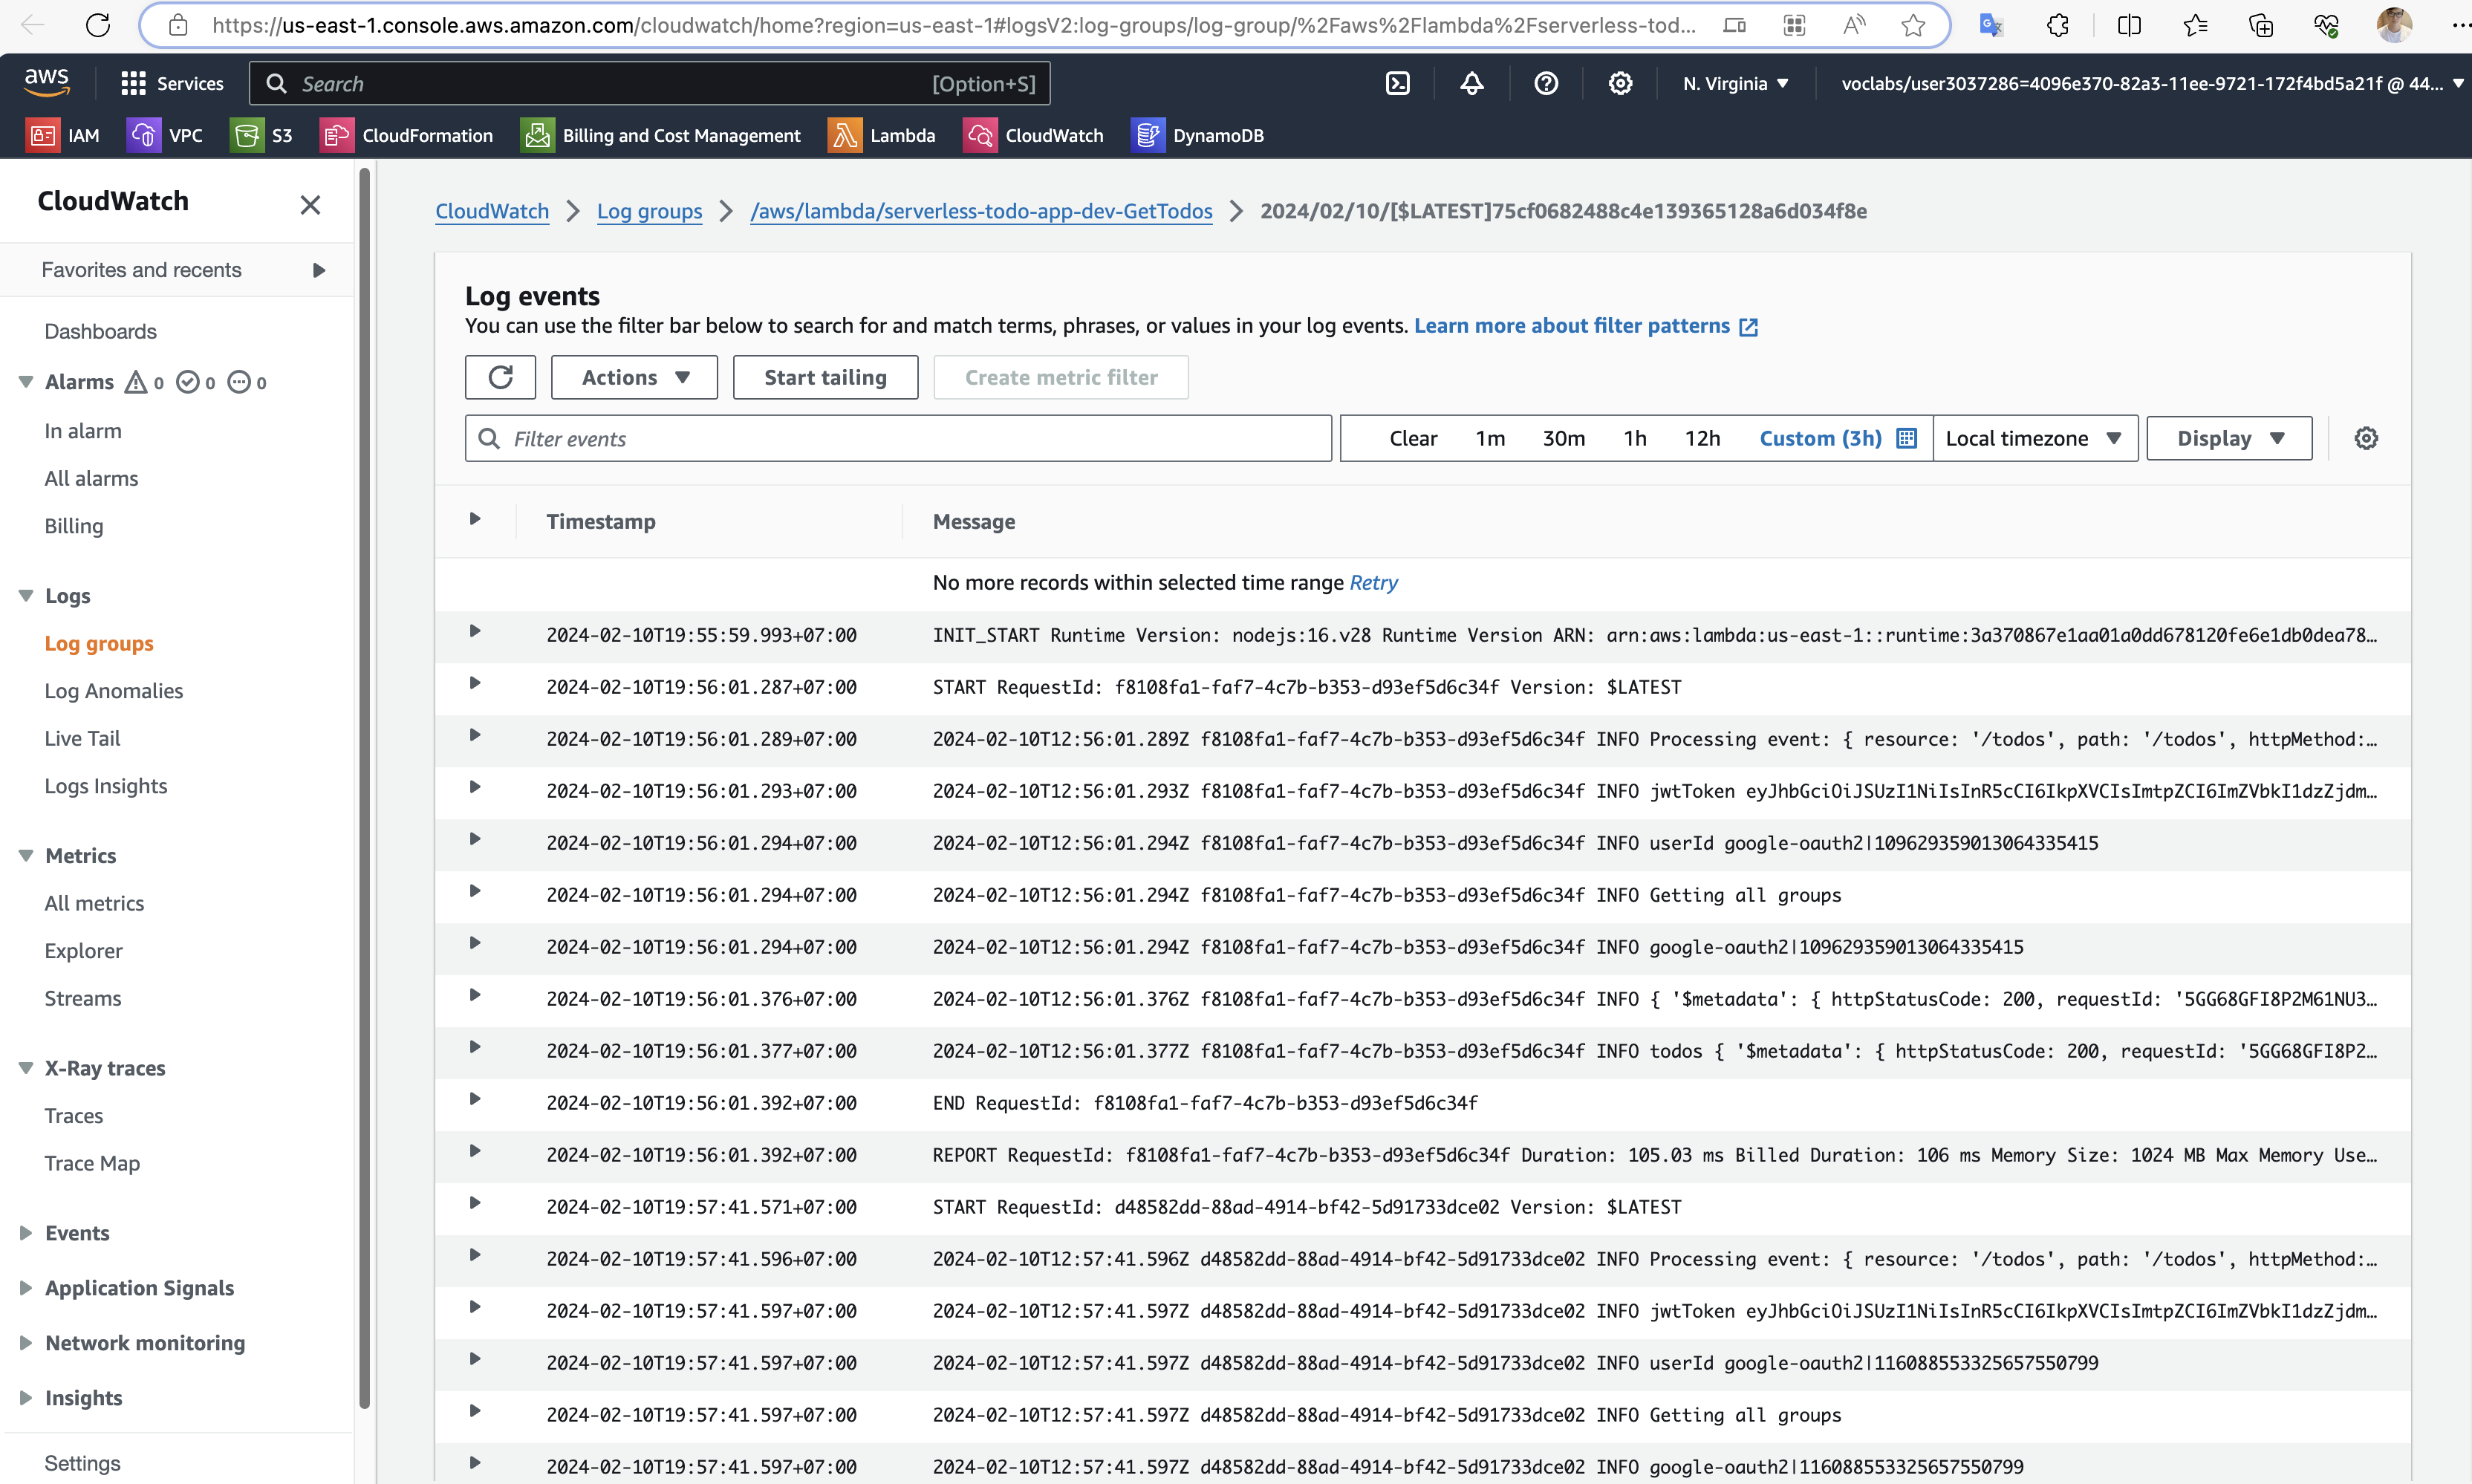 https://us-east-1.console.aws.amazon.com/cloudwatch/home?region=us-east-1#logsV2:log-groups/log-group/%2Faws%2Flambda%2Fserverless-tod...
aws Services Search [Option+S] N. Virginia voclabs/user3037286=4096e370-82a3-11ee-9721-172f4bd5a21f @ 44...
IAM VPC S3 CloudFormation Billing and Cost Management Lambda CloudWatch DynamoDB
CloudWatch
Favorites and recents
Dashboards
Alarms 0 0 0
In alarm
All alarms
Billing
Logs
Log groups
Log Anomalies
Live Tail
Logs Insights
Metrics
All metrics
Explorer
Streams
X-Ray traces
Traces
Trace Map
Events
Application Signals
Network monitoring
Insights
Settings
CloudWatch Log groups /aws/lambda/serverless-todo-app-dev-GetTodos 2024/02/10/[$LATEST]75cf0682488c4e139365128a6d034f8e
Log events
You can use the filter bar below to search for and match terms, phrases, or values in your log events. Learn more about filter patterns
Actions Start tailing Create metric filter
Filter events Clear 1m 30m 1h 12h Custom (3h) Local timezone Display
Timestamp Message
No more records within selected time range Retry
2024-02-10T19:55:59.993+07:00 INIT_START Runtime Version: nodejs:16.v28 Runtime Version ARN: arn:aws:lambda:us-east-1::runtime:3a370867e1aa01a0dd678120fe6e1db0dea78...
2024-02-10T19:56:01.287+07:00 START RequestId: f8108fa1-faf7-4c7b-b353-d93ef5d6c34f Version: $LATEST
2024-02-10T19:56:01.289+07:00 2024-02-10T12:56:01.289Z f8108fa1-faf7-4c7b-b353-d93ef5d6c34f INFO Processing event: { resource: '/todos', path: '/todos', httpMethod:...
2024-02-10T19:56:01.293+07:00 2024-02-10T12:56:01.293Z f8108fa1-faf7-4c7b-b353-d93ef5d6c34f INFO jwtToken eyJhbGciOiJSUzI1NiIsInR5cCI6IkpXVCIsImtpZCI6ImZVbkI1dzZjdm...
2024-02-10T19:56:01.294+07:00 2024-02-10T12:56:01.294Z f8108fa1-faf7-4c7b-b353-d93ef5d6c34f INFO userId google-oauth2|109629359013064335415
2024-02-10T19:56:01.294+07:00 2024-02-10T12:56:01.294Z f8108fa1-faf7-4c7b-b353-d93ef5d6c34f INFO Getting all groups
2024-02-10T19:56:01.294+07:00 2024-02-10T12:56:01.294Z f8108fa1-faf7-4c7b-b353-d93ef5d6c34f INFO google-oauth2|109629359013064335415
2024-02-10T19:56:01.376+07:00 2024-02-10T12:56:01.376Z f8108fa1-faf7-4c7b-b353-d93ef5d6c34f INFO { '$metadata': { httpStatusCode: 200, requestId: '5GG68GFI8P2M61NU3...
2024-02-10T19:56:01.377+07:00 2024-02-10T12:56:01.377Z f8108fa1-faf7-4c7b-b353-d93ef5d6c34f INFO todos { '$metadata': { httpStatusCode: 200, requestId: '5GG68GFI8P2...
2024-02-10T19:56:01.392+07:00 END RequestId: f8108fa1-faf7-4c7b-b353-d93ef5d6c34f
2024-02-10T19:56:01.392+07:00 REPORT RequestId: f8108fa1-faf7-4c7b-b353-d93ef5d6c34f Duration: 105.03 ms Billed Duration: 106 ms Memory Size: 1024 MB Max Memory Use...
2024-02-10T19:57:41.571+07:00 START RequestId: d48582dd-88ad-4914-bf42-5d91733dce02 Version: $LATEST
2024-02-10T19:57:41.596+07:00 2024-02-10T12:57:41.596Z d48582dd-88ad-4914-bf42-5d91733dce02 INFO Processing event: { resource: '/todos', path: '/todos', httpMethod:...
2024-02-10T19:57:41.597+07:00 2024-02-10T12:57:41.597Z d48582dd-88ad-4914-bf42-5d91733dce02 INFO jwtToken eyJhbGciOiJSUzI1NiIsInR5cCI6IkpXVCIsImtpZCI6ImZVbkI1dzZjdm...
2024-02-10T19:57:41.597+07:00 2024-02-10T12:57:41.597Z d48582dd-88ad-4914-bf42-5d91733dce02 INFO userId google-oauth2|116088553325657550799
2024-02-10T19:57:41.597+07:00 2024-02-10T12:57:41.597Z d48582dd-88ad-4914-bf42-5d91733dce02 INFO Getting all groups
2024-02-10T19:57:41.597+07:00 2024-02-10T12:57:41.597Z d48582dd-88ad-4914-bf42-5d91733dce02 INFO google-oauth2|116088553325657550799